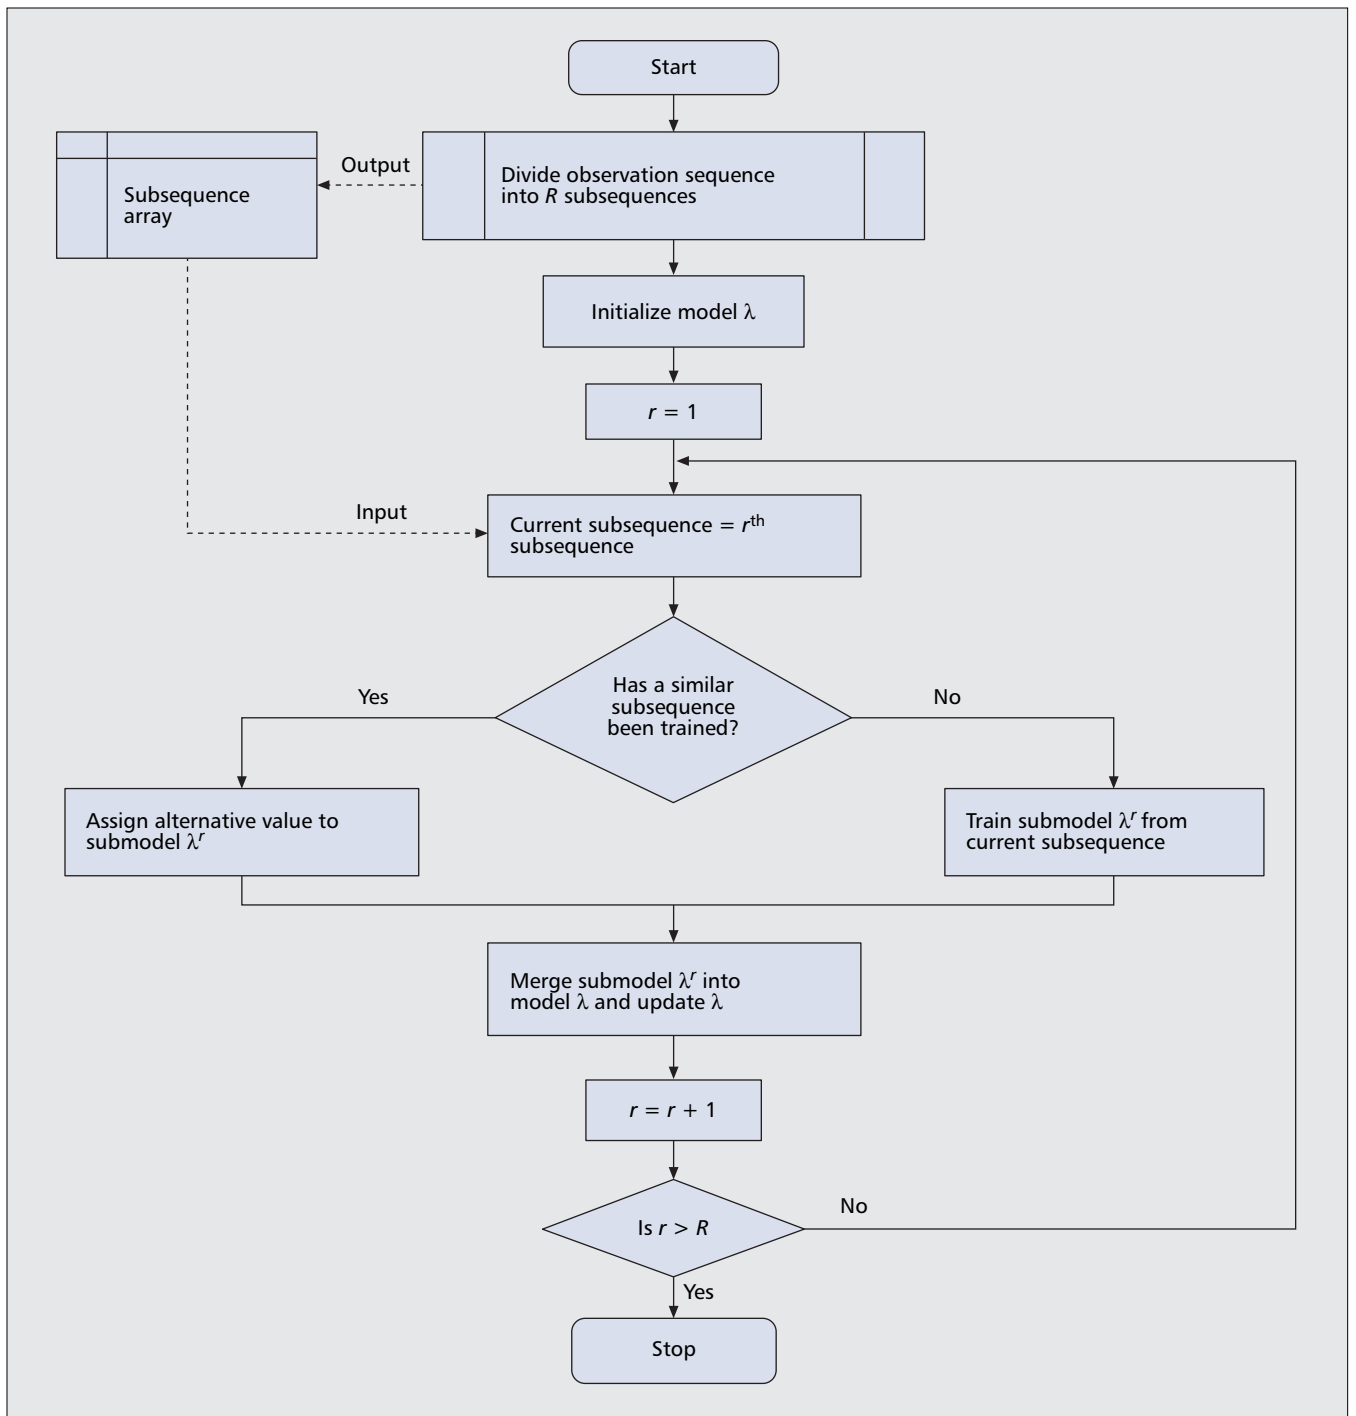 Start
Output
Divide observation sequence
into R subsequences
Subsequence
array
Initialize model λ
r = 1
Input
Current subsequence = rth
subsequence
Has a similar
subsequence
been trained?
Yes
No
Assign alternative value to
submodel λr
Train submodel λr from
current subsequence
Merge submodel λr into
model λ and update λ
r = r + 1
Is r > R
No
Yes
Stop